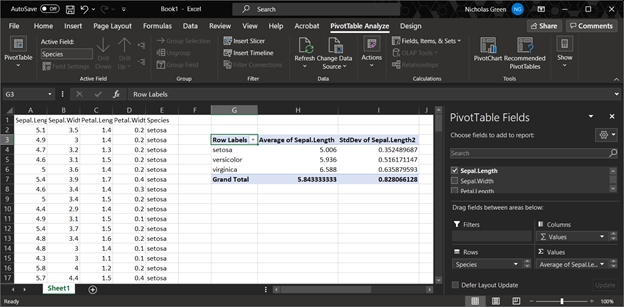 AutoSave Off Book1 - Excel Nicholas Green NG
File Home Insert Page Layout Formulas Data Review View Help Acrobat PivotTable Analyze Design Share Comments
PivotTable
Active Field:
Species
Field Settings
Drill Down
Drill Up
Active Field
Group Selection
Ungroup
Group Field
Group
Insert Slicer
Insert Timeline
Filter Connections
Filter
Refresh
Change Data Source
Data
Actions
Fields, Items, & Sets
OLAP Tools
Relationships
Calculations
PivotChart
Recommended PivotTables
Tools
Show
G3 fx Row Labels
A B C D E F G H I J
1 Sepal.Leng Sepal.Widt Petal.Leng Petal.Widt Species
2 5.1 3.5 1.4 0.2 setosa
3 4.9 3 1.4 0.2 setosa Row Labels Average of Sepal.Length StdDev of Sepal.Length2
4 4.7 3.2 1.3 0.2 setosa setosa 5.006 0.352489687
5 4.6 3.1 1.5 0.2 setosa versicolor 5.936 0.516171147
6 5 3.6 1.4 0.2 setosa virginica 6.588 0.635879593
7 5.4 3.9 1.7 0.4 setosa Grand Total 5.843333333 0.828066128
8 4.6 3.4 1.4 0.3 setosa
9 5 3.4 1.5 0.2 setosa
10 4.4 2.9 1.4 0.2 setosa
11 4.9 3.1 1.5 0.1 setosa
12 5.4 3.7 1.5 0.2 setosa
13 4.8 3.4 1.6 0.2 setosa
14 4.8 3 1.4 0.1 setosa
15 4.3 3 1.1 0.1 setosa
16 5.8 4 1.2 0.2 setosa
17 5.7 4.4 1.5 0.4 setosa
Sheet1
PivotTable Fields
Choose fields to add to report:
Search
Sepal.Length
Sepal.Width
Petal.Length
Drag fields between areas below:
Filters
Columns
Σ Values
Rows
Species
Σ Values
Average of Sepal.Le...
Defer Layout Update Update
100%